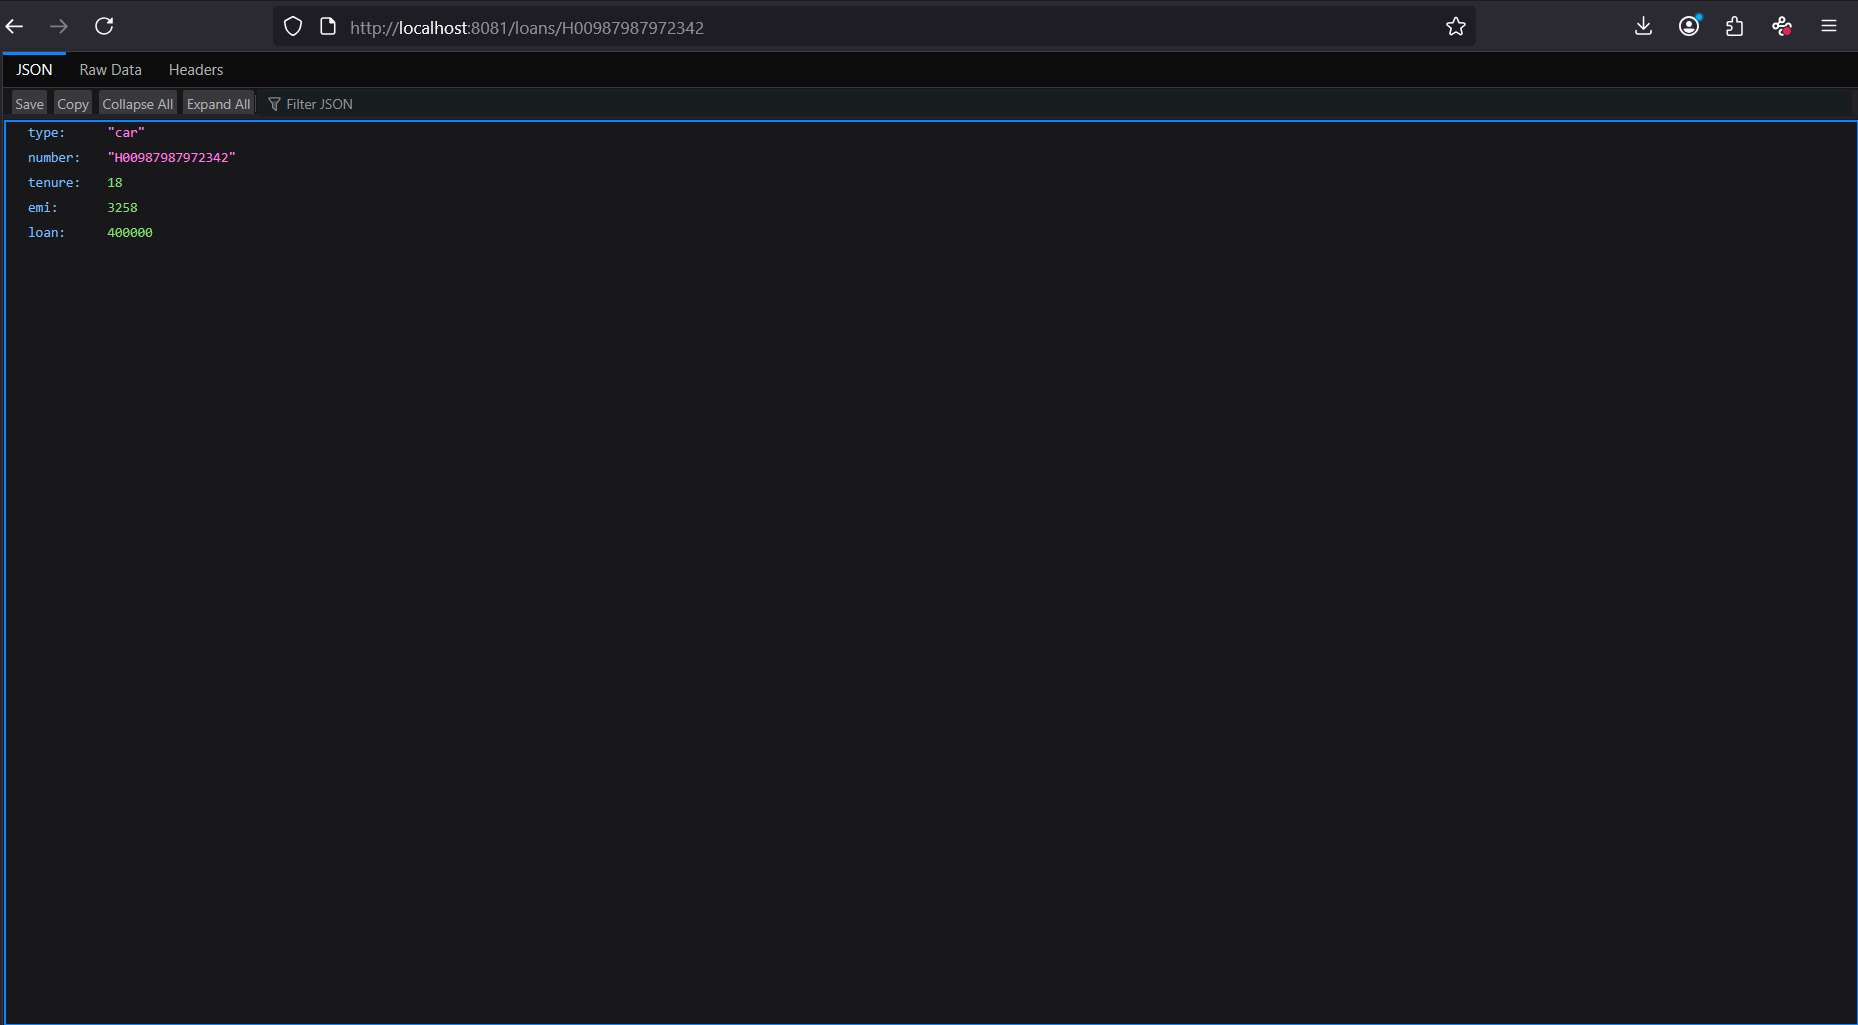 http://localhost:8081/loans/H00987987972342
JSON Raw Data Headers
Save Copy Collapse All Expand All Filter JSON
type: "car"
number: "H00987987972342"
tenure: 18
emi: 3258
loan: 400000